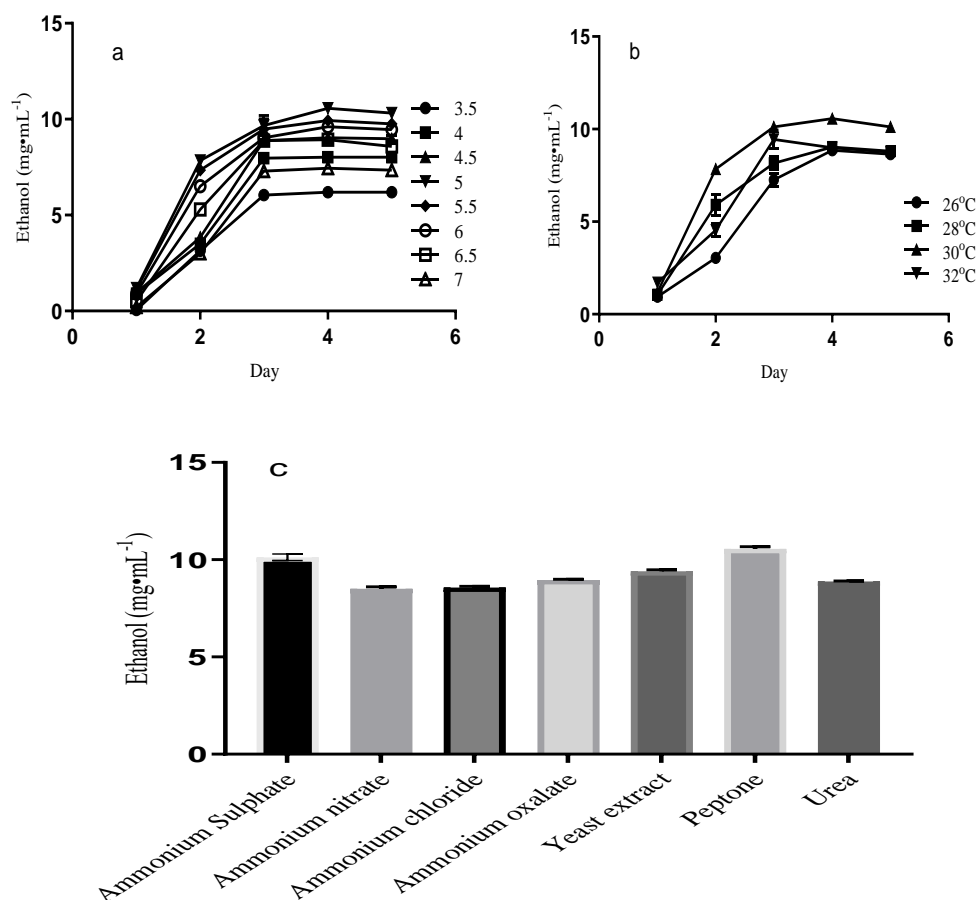 a
Ethanol (mg•mL⁻¹)
15
10
5
0
0
2
4
6
Day
3.5
4
4.5
5
5.5
6
6.5
7
b
Ethanol (mg•mL⁻¹)
15
10
5
0
0
2
4
6
Day
26⁰C
28⁰C
30⁰C
32⁰C
c
Ethanol (mg•mL⁻¹)
15
10
5
0
Ammonium Sulphate
Ammonium nitrate
Ammonium chloride
Ammonium oxalate
Yeast extract
Peptone
Urea